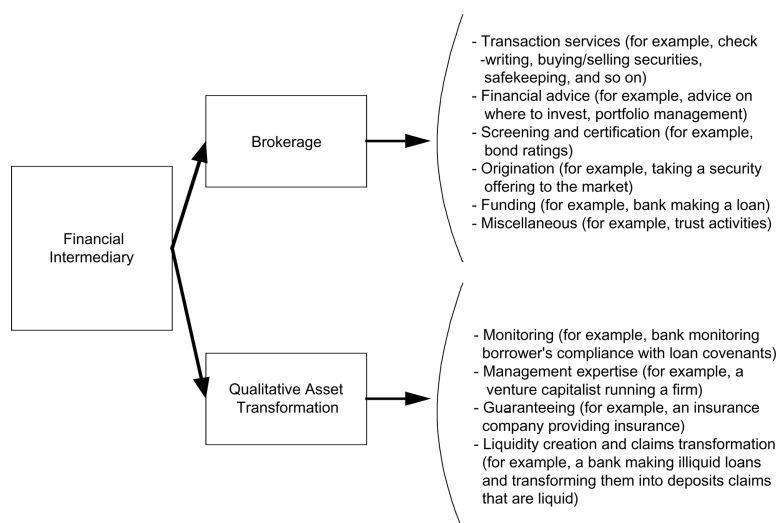 Financial
Intermediary
Brokerage
- Transaction services (for example, check
-writing, buying/selling securities,
safekeeping, and so on)
- Financial advice (for example, advice on
where to invest, portfolio management)
- Screening and certification (for example,
bond ratings)
- Origination (for example, taking a security
offering to the market)
- Funding (for example, bank making a loan)
- Miscellaneous (for example, trust activities)
Qualitative Asset
Transformation
- Monitoring (for example, bank monitoring
borrower's compliance with loan covenants)
- Management expertise (for example, a
venture capitalist running a firm)
- Guaranteeing (for example, an insurance
company providing insurance)
- Liquidity creation and claims transformation
(for example, a bank making illiquid loans
and transforming them into deposits claims
that are liquid)